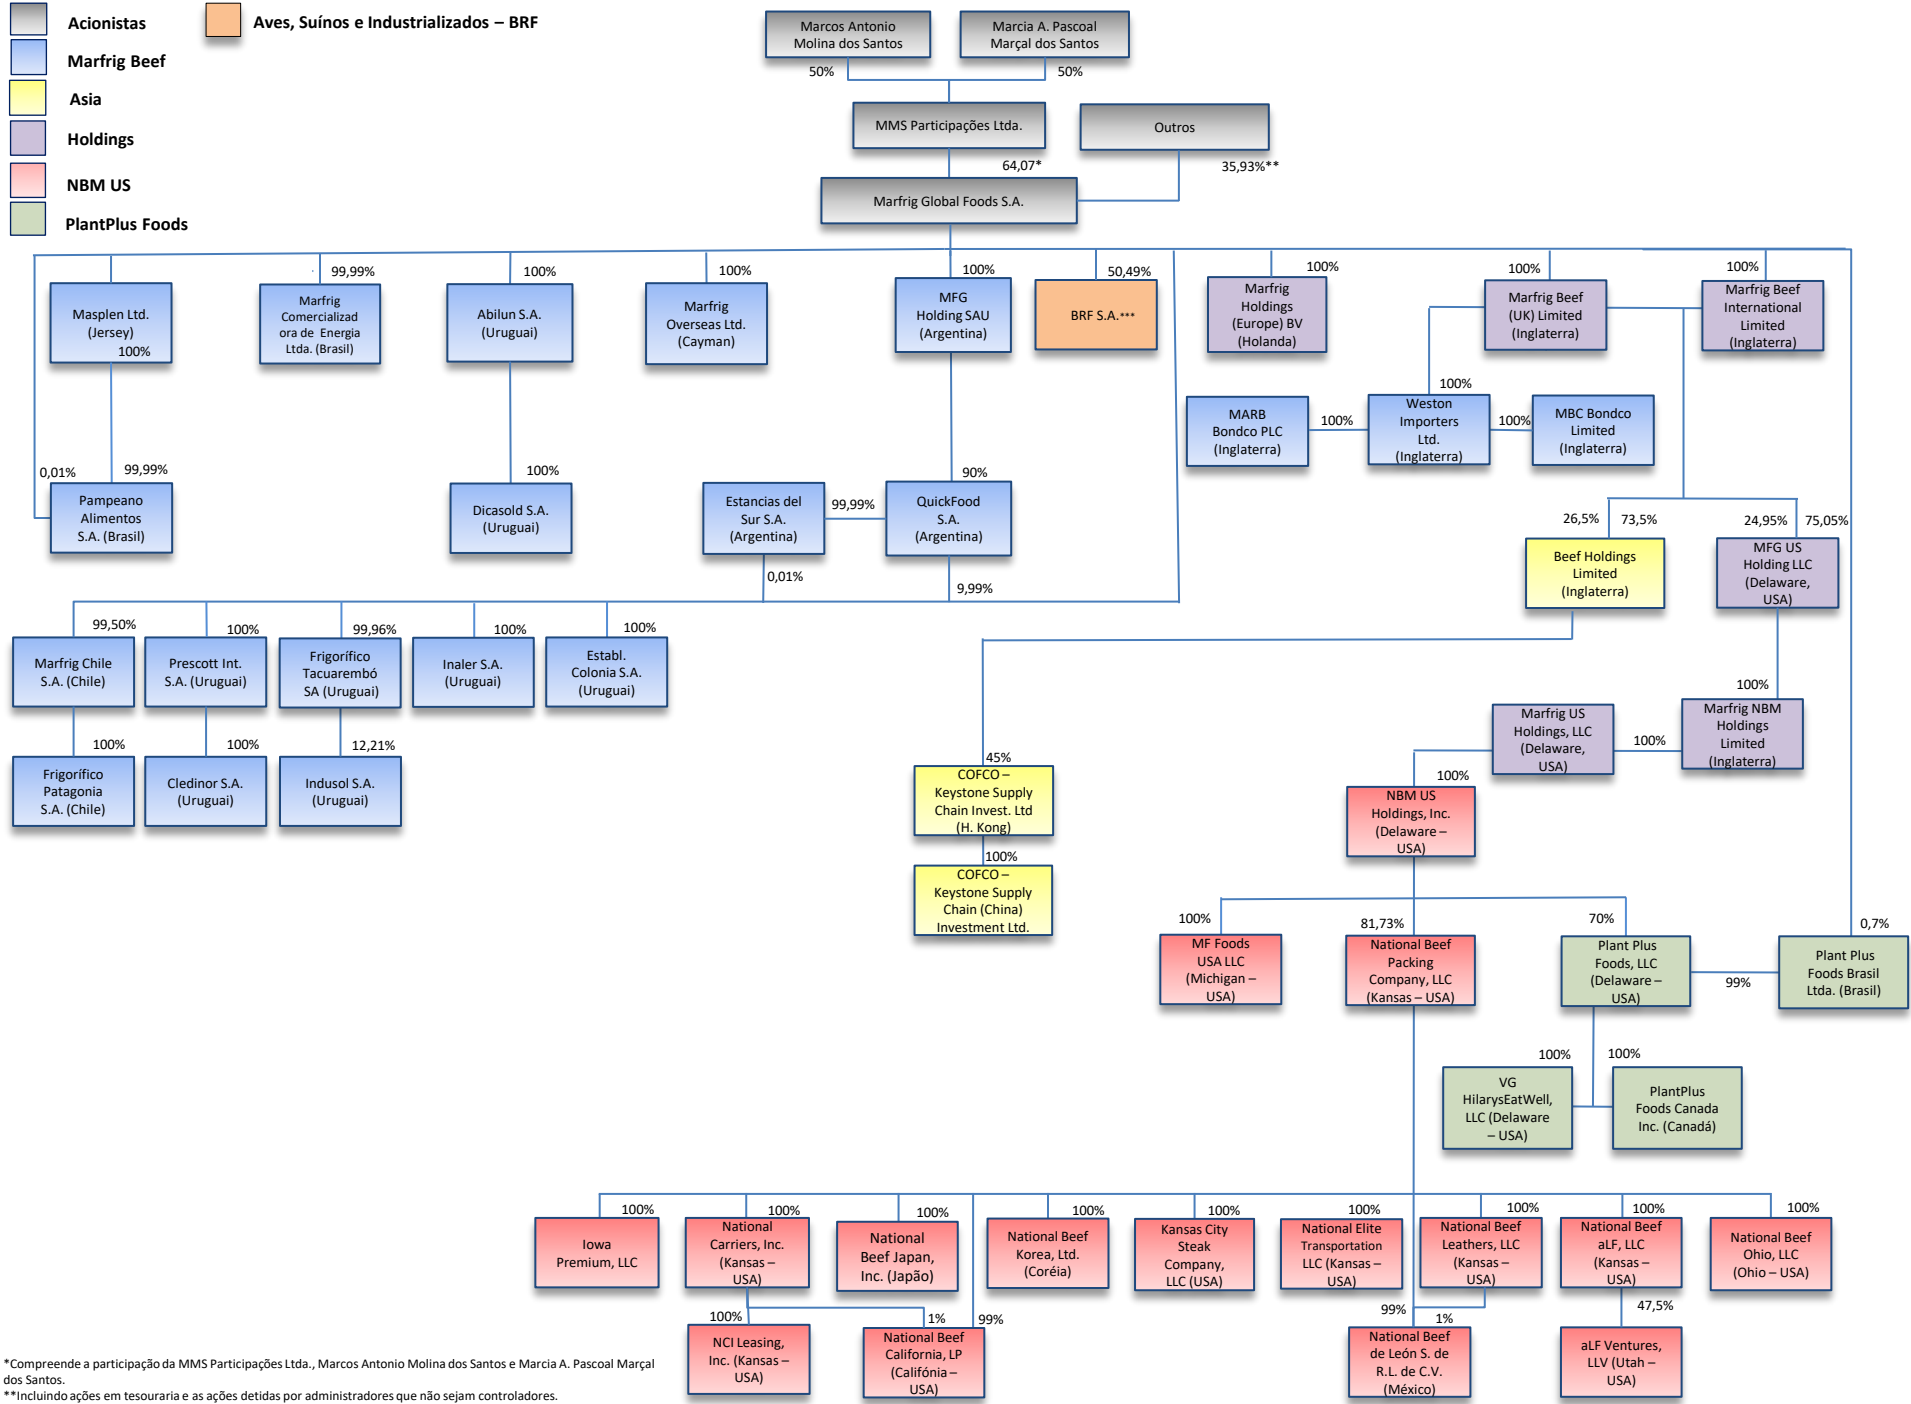 Acionistas
Aves, Suínos e Industrializados – BRF
Marfrig Beef
Asia
Holdings
NBM US
PlantPlus Foods
Marcos Antonio
Molina dos Santos
Marcia A. Pascoal
Marçal dos Santos
50%
50%
MMS Participações Ltda.
Outros
64,07*
35,93%**
Marfrig Global Foods S.A.
99,99%
100%
100%
100%
50,49%
100%
100%
100%
Masplen Ltd.
(Jersey)
100%
Marfrig
Comercializad
ora de Energia
Ltda. (Brasil)
Abilun S.A.
(Uruguai)
Marfrig
Overseas Ltd.
(Cayman)
MFG
Holding SAU
(Argentina)
BRF S.A.***
Marfrig
Holdings
(Europe) BV
(Holanda)
Marfrig Beef
(UK) Limited
(Inglaterra)
Marfrig Beef
International
Limited
(Inglaterra)
100%
MARB
Bondco PLC
(Inglaterra)
100%
Weston
Importers
Ltd.
(Inglaterra)
100%
MBC Bondco
Limited
(Inglaterra)
0,01%
99,99%
100%
90%
Pampeano
Alimentos
S.A. (Brasil)
Dicasold S.A.
(Uruguai)
Estancias del
Sur S.A.
(Argentina)
99,99%
QuickFood
S.A.
(Argentina)
26,5%
73,5%
24,95%
75,05%
Beef Holdings
Limited
(Inglaterra)
MFG US
Holding LLC
(Delaware,
USA)
0,01%
9,99%
99,50%
100%
99,96%
100%
100%
Marfrig Chile
S.A. (Chile)
Prescott Int.
S.A. (Uruguai)
Frigorífico
Tacuarembó
SA (Uruguai)
Inaler S.A.
(Uruguai)
Establ.
Colonia S.A.
(Uruguai)
100%
100%
12,21%
Frigorífico
Patagonia
S.A. (Chile)
Cledinor S.A.
(Uruguai)
Indusol S.A.
(Uruguai)
100%
Marfrig US
Holdings, LLC
(Delaware,
USA)
100%
Marfrig NBM
Holdings
Limited
(Inglaterra)
45%
COFCO –
Keystone Supply
Chain Invest. Ltd
(H. Kong)
100%
COFCO –
Keystone Supply
Chain (China)
Investment Ltd.
100%
NBM US
Holdings, Inc.
(Delaware –
USA)
100%
81,73%
70%
0,7%
MF Foods
USA LLC
(Michigan –
USA)
National Beef
Packing
Company, LLC
(Kansas – USA)
Plant Plus
Foods, LLC
(Delaware –
USA)
99%
Plant Plus
Foods Brasil
Ltda. (Brasil)
100%
100%
VG
HilarysEatWell,
LLC (Delaware
– USA)
PlantPlus
Foods Canada
Inc. (Canadá)
100%
100%
100%
100%
100%
100%
100%
100%
100%
Iowa
Premium, LLC
National
Carriers, Inc.
(Kansas –
USA)
National
Beef Japan,
Inc. (Japão)
National Beef
Korea, Ltd.
(Coréia)
Kansas City
Steak
Company,
LLC (USA)
National Elite
Transportation
LLC (Kansas –
USA)
National Beef
Leathers, LLC
(Kansas –
USA)
National Beef
aLF, LLC
(Kansas –
USA)
National Beef
Ohio, LLC
(Ohio – USA)
100%
1%
99%
99%
1%
47,5%
NCI Leasing,
Inc. (Kansas –
USA)
National Beef
California, LP
(Califónia –
USA)
National Beef
de León S. de
R.L. de C.V.
(México)
aLF Ventures,
LLV (Utah –
USA)
*Compreende a participação da MMS Participações Ltda., Marcos Antonio Molina dos Santos e Marcia A. Pascoal Marçal
dos Santos.
**Incluindo ações em tesouraria e as ações detidas por administradores que não sejam controladores.